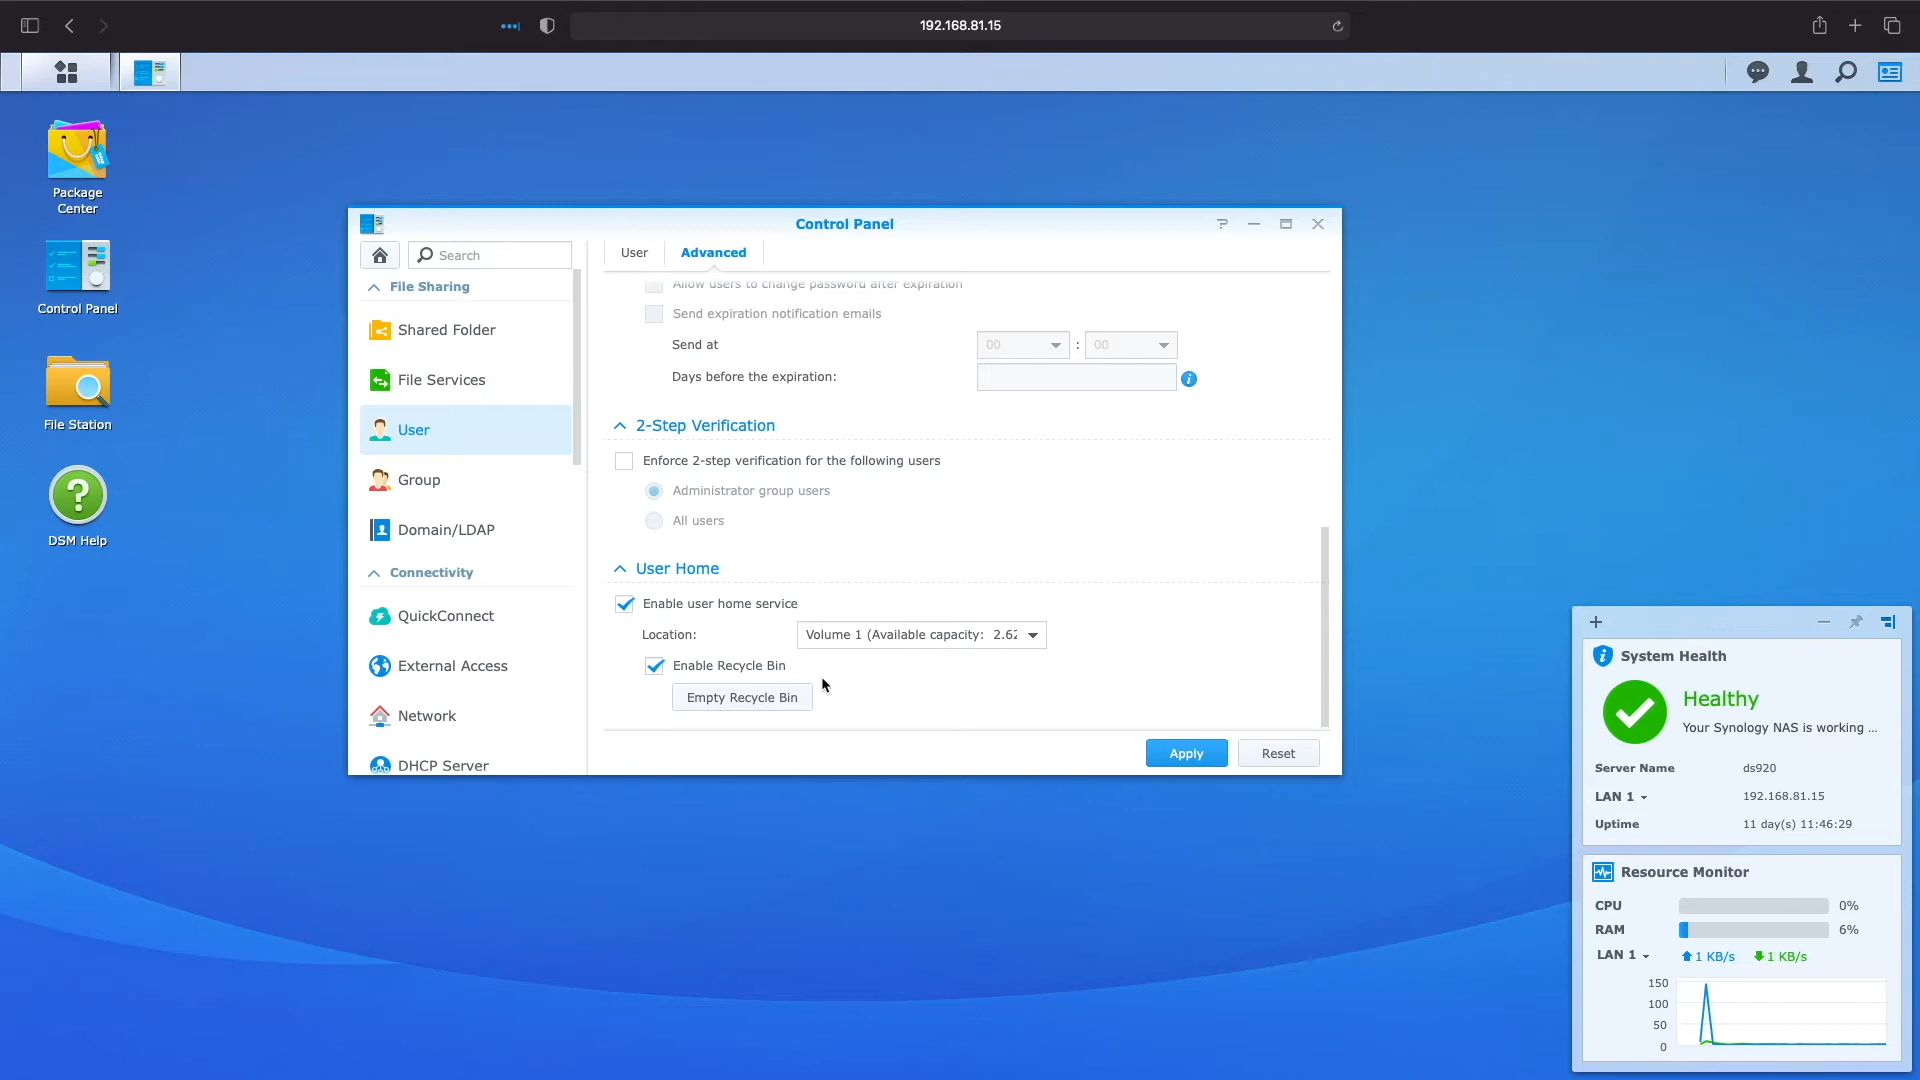 192.168.81.15
Package
Center
Control Panel
File Station
DSM Help
Control Panel
Search
File Sharing
Shared Folder
File Services
User
Group
Domain/LDAP
Connectivity
QuickConnect
External Access
Network
DHCP Server
User
Advanced
Allow users to change password after expiration
Send expiration notification emails
Send at
00
:
00
Days before the expiration:
2-Step Verification
Enforce 2-step verification for the following users
Administrator group users
All users
User Home
Enable user home service
Location:
Volume 1 (Available capacity: 2.62
Enable Recycle Bin
Empty Recycle Bin
Apply
Reset
System Health
Healthy
Your Synology NAS is working ...
Server Name
ds920
LAN 1
192.168.81.15
Uptime
11 day(s) 11:46:29
Resource Monitor
CPU
0%
RAM
6%
LAN 1
1 KB/s
1 KB/s
150
100
50
0